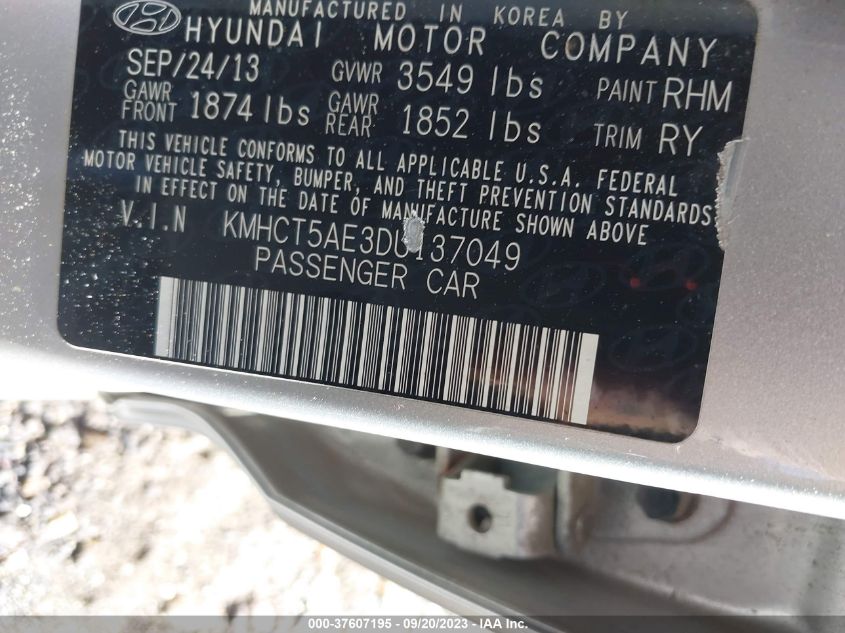 MANUFACTURED IN KOREA BY
HYUNDAI MOTOR COMPANY
SEP/24/13 GVWR 3549 lbs PAINT RHM
GAWR FRONT 1874 lbs GAWR REAR 1852 lbs TRIM RY
THIS VEHICLE CONFORMS TO ALL APPLICABLE U.S.A. FEDERAL
MOTOR VEHICLE SAFETY, BUMPER, AND THEFT PREVENTION STANDARDS
IN EFFECT ON THE DATE OF MANUFACTURE SHOWN ABOVE
V.I.N KMHCT5AE3DU137049
PASSENGER CAR
000-37607195 - 09/20/2023 - © IAA Inc.